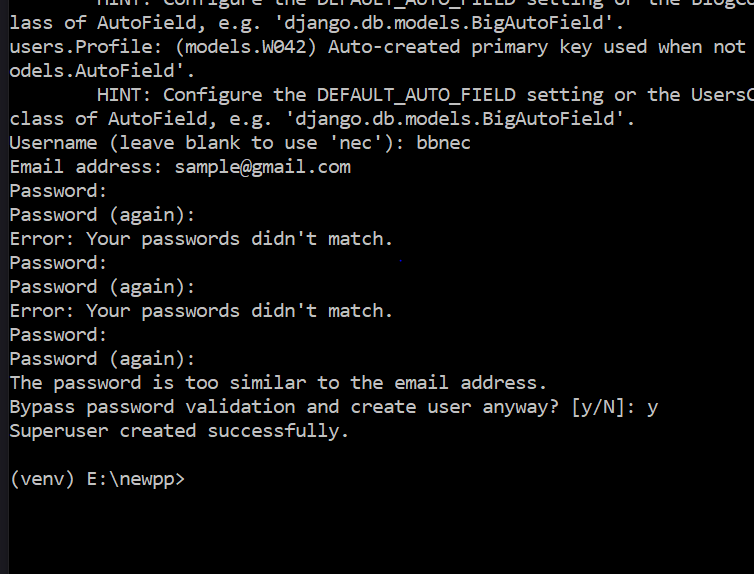 HINT: Configure the DEFAULT_AUTO_FIELD setting or the BlogCo
lass of AutoField, e.g. 'django.db.models.BigAutoField'.
users.Profile: (models.W042) Auto-created primary key used when not
odels.AutoField'.
HINT: Configure the DEFAULT_AUTO_FIELD setting or the UsersC
class of AutoField, e.g. 'django.db.models.BigAutoField'.
Username (leave blank to use 'nec'): bbnec
Email address: sample@gmail.com
Password:
Password (again):
Error: Your passwords didn't match.
Password:
Password (again):
Error: Your passwords didn't match.
Password:
Password (again):
The password is too similar to the email address.
Bypass password validation and create user anyway? [y/N]: y
Superuser created successfully.
(venv) E:\newpp>